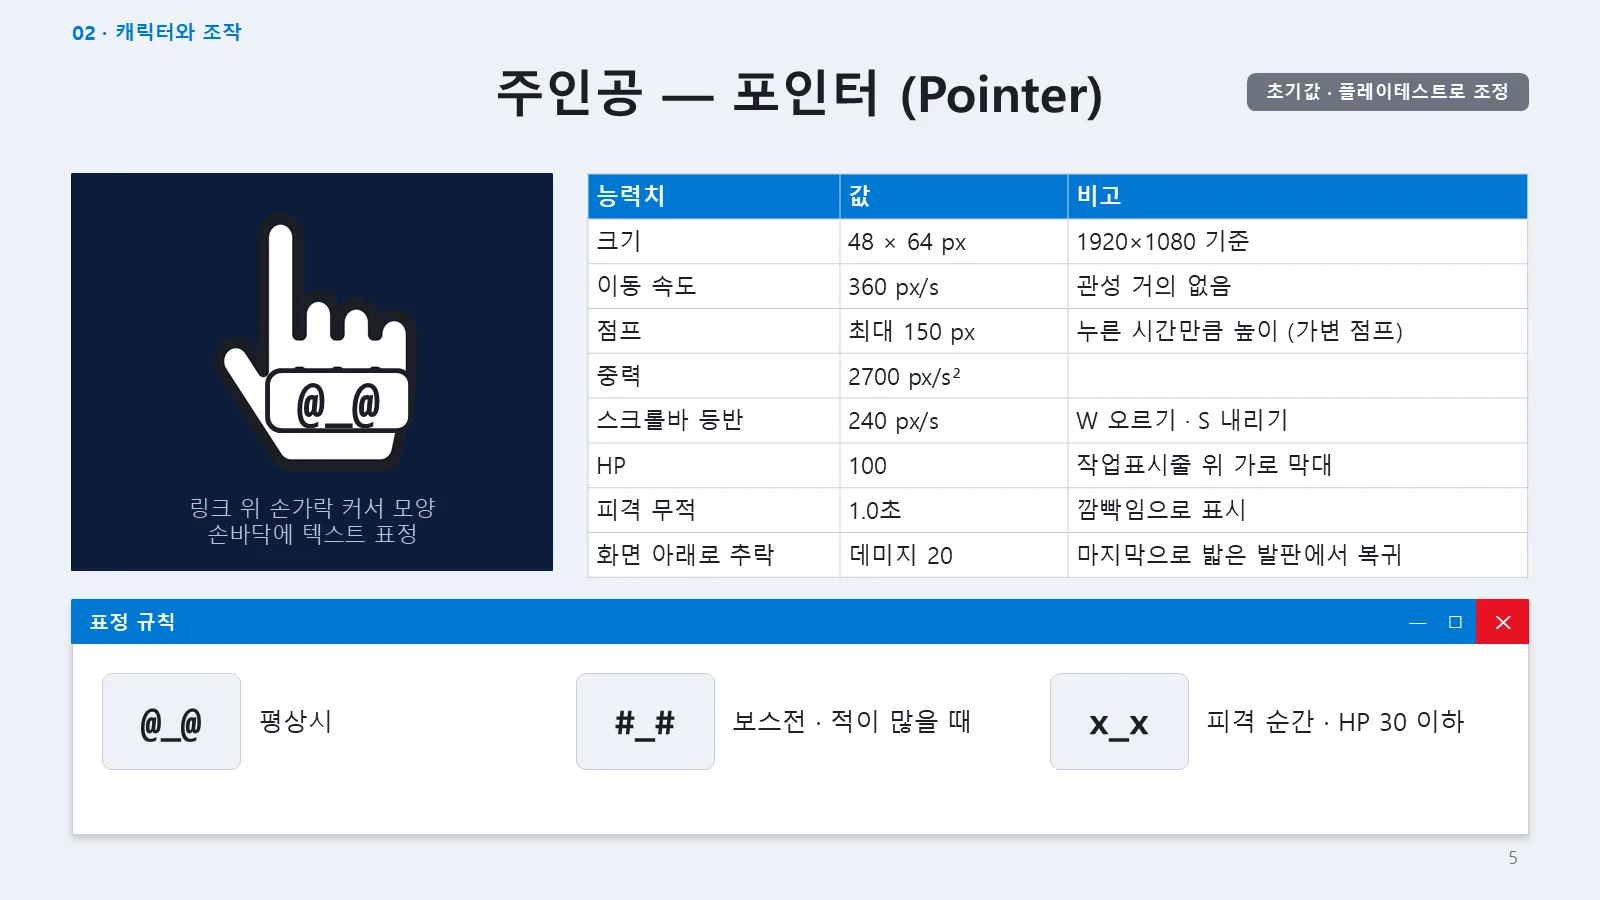 02 · 캐릭터와 조작
주인공 — 포인터 (Pointer)
초기값 · 플레이테스트로 조정
@_@
링크 위 손가락 커서 모양
손바닥에 텍스트 표정
능력치 값 비고
크기 48 × 64 px 1920×1080 기준
이동 속도 360 px/s 관성 거의 없음
점프 최대 150 px 누른 시간만큼 높이 (가변 점프)
중력 2700 px/s²
스크롤바 등반 240 px/s W 오르기 · S 내리기
HP 100 작업표시줄 위 가로 막대
피격 무적 1.0초 깜빡임으로 표시
화면 아래로 추락 데미지 20 마지막으로 밟은 발판에서 복귀
표정 규칙
@_@ 평상시
#_# 보스전 · 적이 많을 때
x_x 피격 순간 · HP 30 이하
5